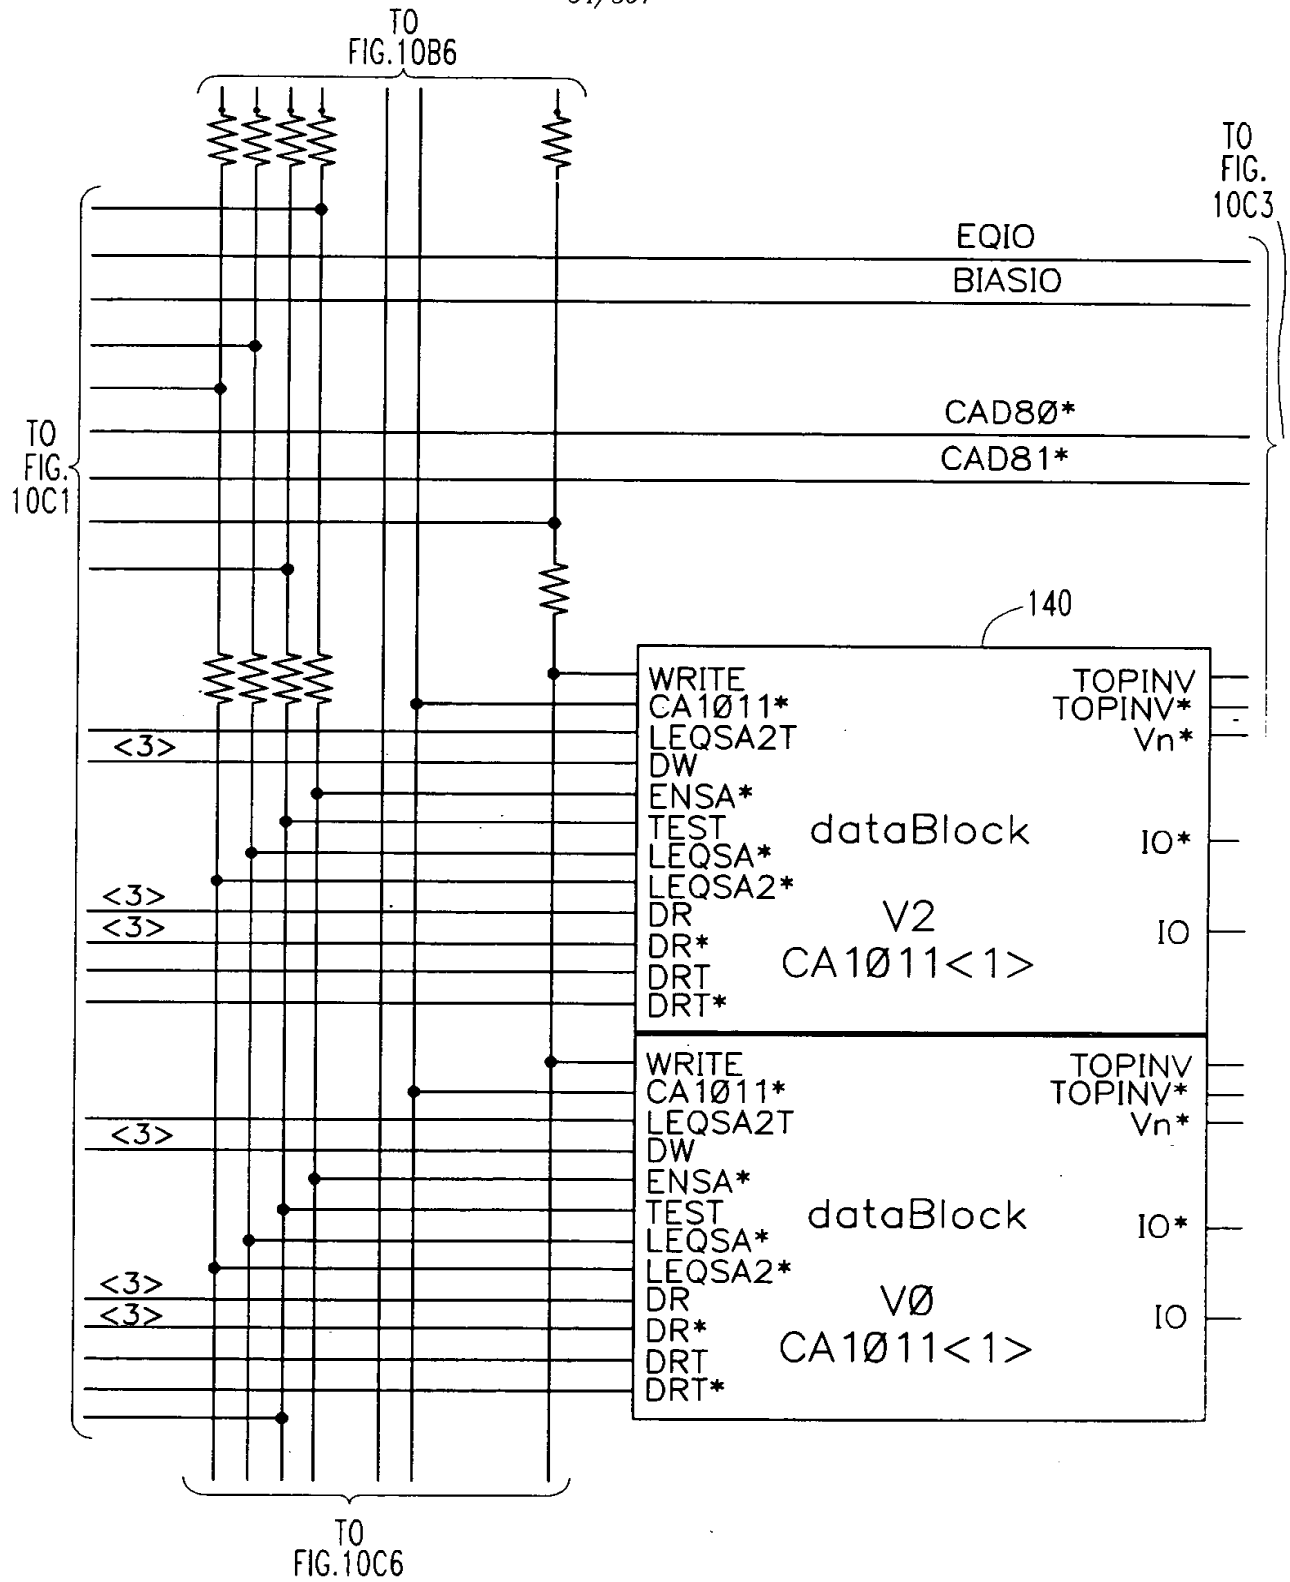 TO
FIG.10B6
TO
FIG.
10C3
EQIO
BIASIO
CAD8Ø*
CAD81*
TO
FIG.
10C1
140
WRITE
CA1Ø11*
LEQSA2T
<3>
DW
ENSA*
TEST
LEQSA*
LEQSA2*
<3>
DR
<3>
DR*
DRT
DRT*
dataBlock
V2
CA1Ø11<1>
TOPINV
TOPINV*
Vn*
IO*
IO
WRITE
CA1Ø11*
LEQSA2T
<3>
DW
ENSA*
TEST
LEQSA*
LEQSA2*
<3>
DR
<3>
DR*
DRT
DRT*
dataBlock
VØ
CA1Ø11<1>
TOPINV
TOPINV*
Vn*
IO*
IO
TO
FIG.10C6